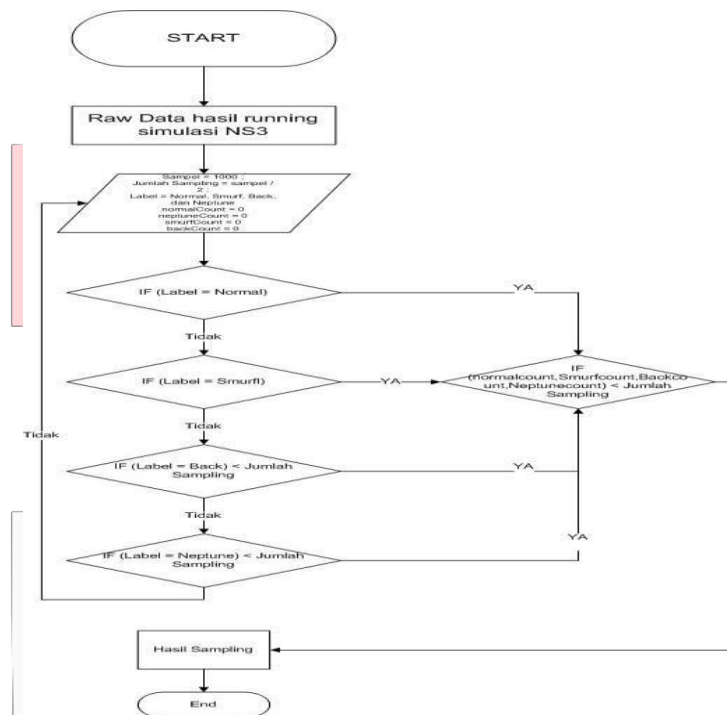 START
Raw Data hasil running
simulasi NS3
Sampel = 1000 ;
Jumlah Sampling = sampel /
2 ;
Label = Normal, Smurf, Back,
dan Neptune
normalCount = 0
neptuneCount = 0
smurfCount = 0
backCount = 0
IF (Label = Normal)
YA
Tidak
IF (Label = Smurfl)
YA
IF
(normalcount,Smurfcount,Backco
unt,Neptunecount) < Jumlah
Sampling
Tidak
Tidak
IF (Label = Back) < Jumlah
Sampling
YA
Tidak
IF (Label = Neptune) < Jumlah
Sampling
YA
Hasil Sampling
End